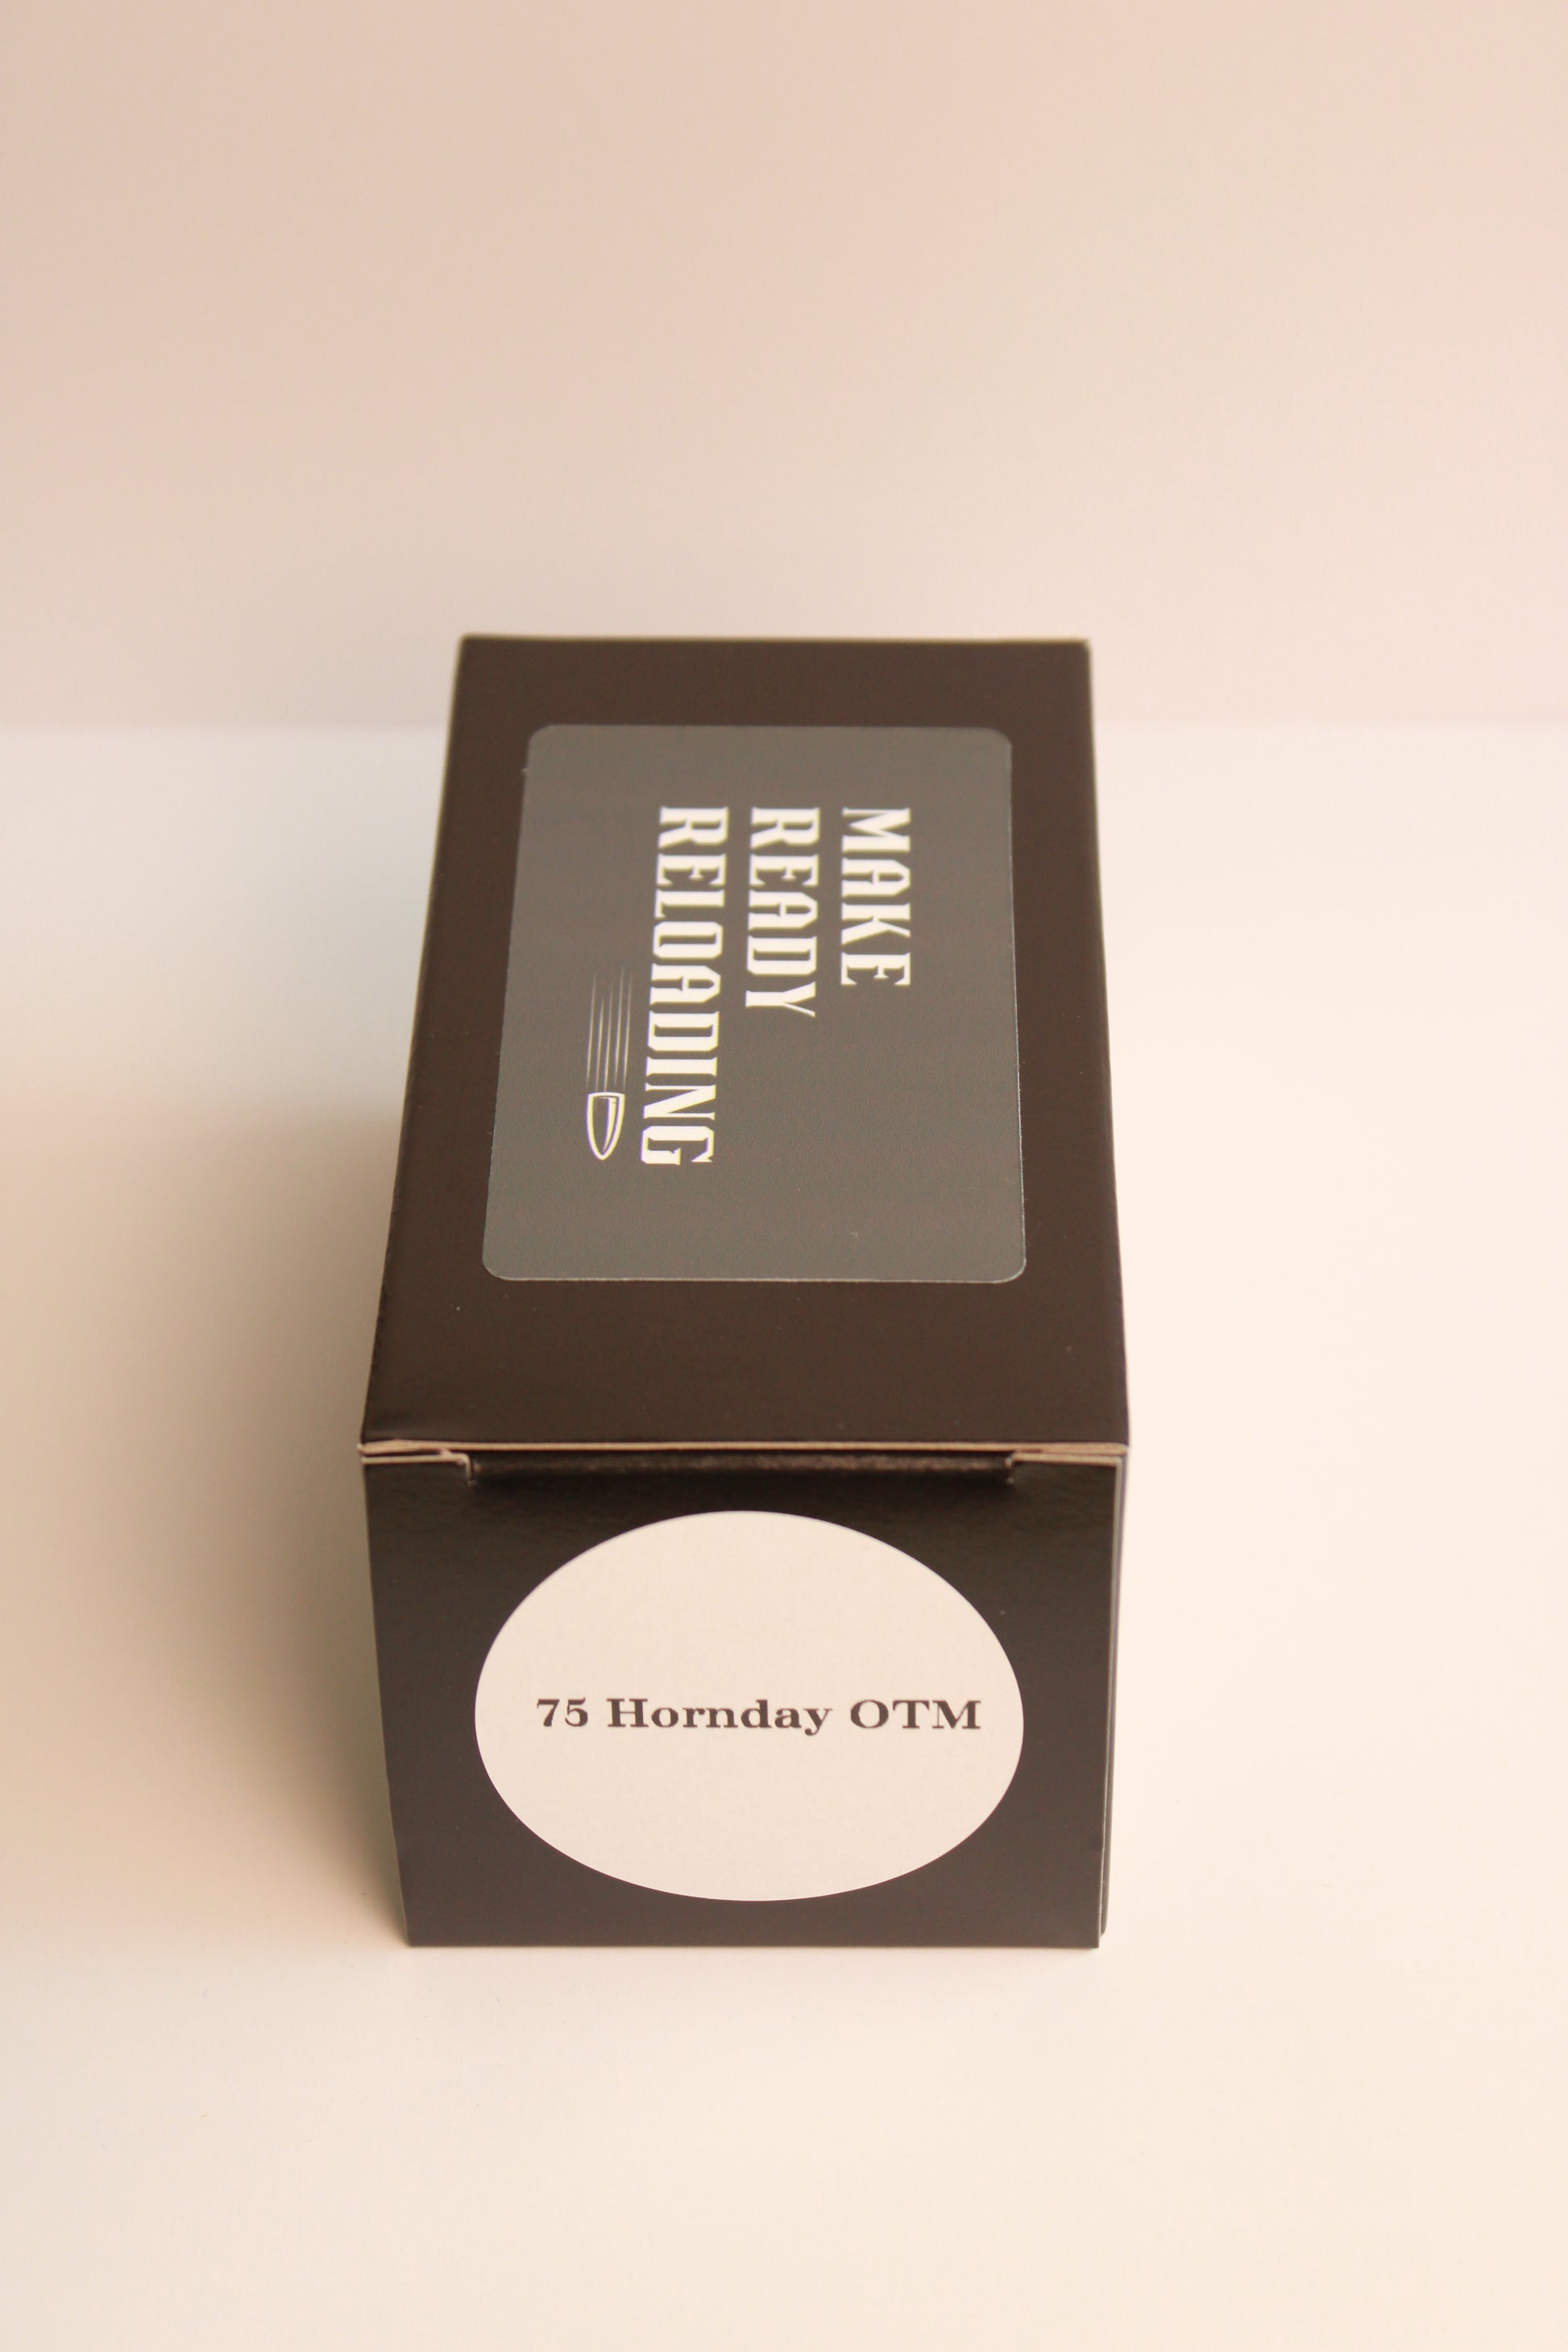 MAKE
READY
RELOADING
75 Hornday OTM